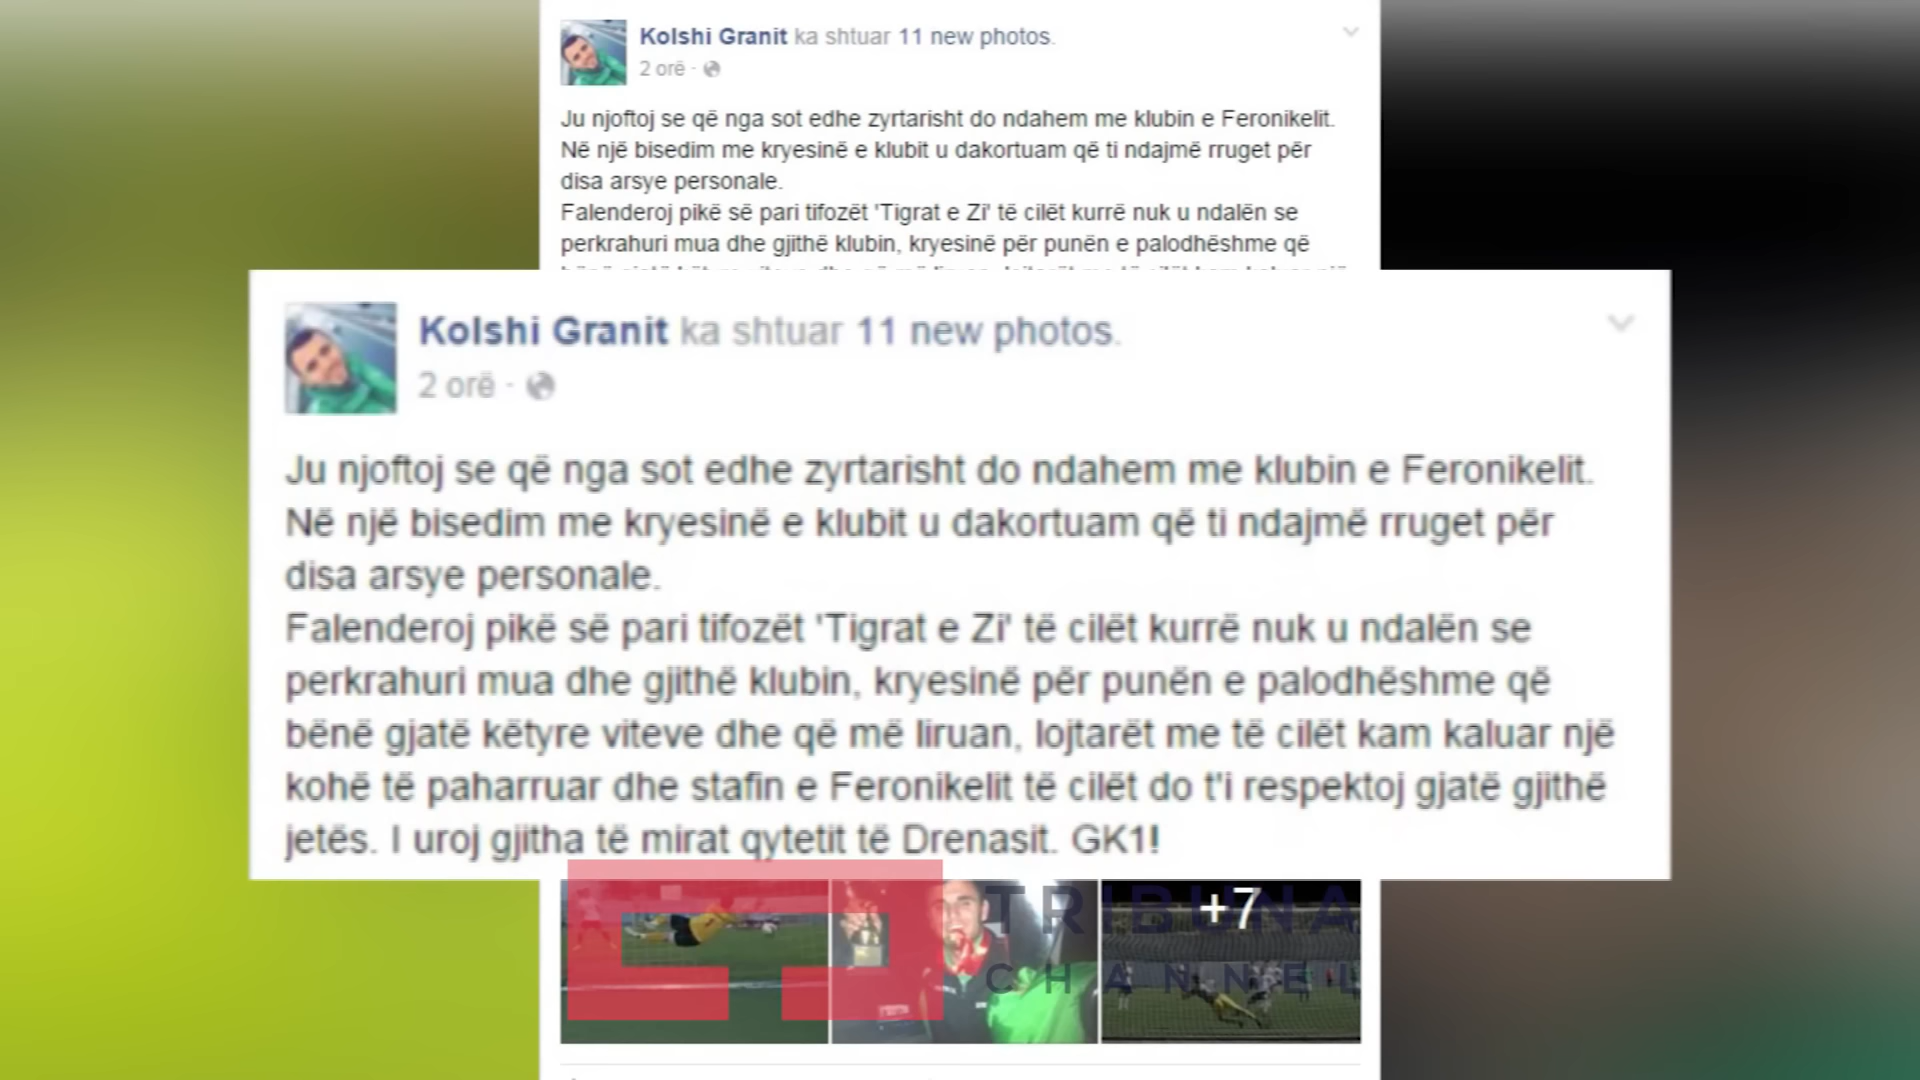 Kolshi Granit ka shtuar 11 new photos.
2 orë ·
Ju njoftoj se që nga sot edhe zyrtarisht do ndahem me klubin e Feronikelit.
Në një bisedim me kryesinë e klubit u dakortuam që ti ndajmë rruget për
disa arsye personale.
Falenderoj pikë së pari tifozët 'Tigrat e Zi' të cilët kurrë nuk u ndalën se
perkrahuri mua dhe gjithë klubin, kryesinë për punën e palodhëshme që
Kolshi Granit ka shtuar 11 new photos.
2 orë ·
Ju njoftoj se që nga sot edhe zyrtarisht do ndahem me klubin e Feronikelit.
Në një bisedim me kryesinë e klubit u dakortuam që ti ndajmë rruget për
disa arsye personale.
Falenderoj pikë së pari tifozët 'Tigrat e Zi' të cilët kurrë nuk u ndalën se
perkrahuri mua dhe gjithë klubin, kryesinë për punën e palodhëshme që
bënë gjatë këtyre viteve dhe që më liruan, lojtarët me të cilët kam kaluar një
kohë të paharruar dhe stafin e Feronikelit të cilët do t'i respektoj gjatë gjithë
jetës. I uroj gjitha të mirat qytetit të Drenasit. GK1!
+7
TRIBUNA
CHANNEL